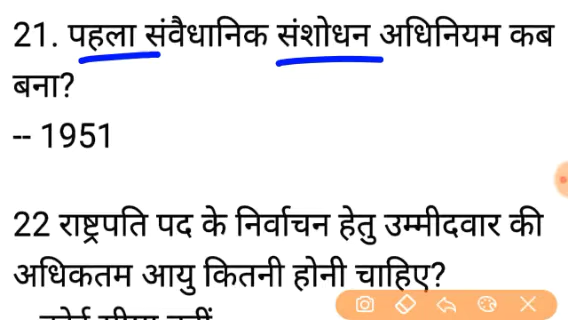 21. पहला संवैधानिक संशोधन अधिनियम कब
बना?
-- 1951
22 राष्ट्रपति पद के निर्वाचन हेतु उम्मीदवार की
अधिकतम आयु कितनी होनी चाहिए?